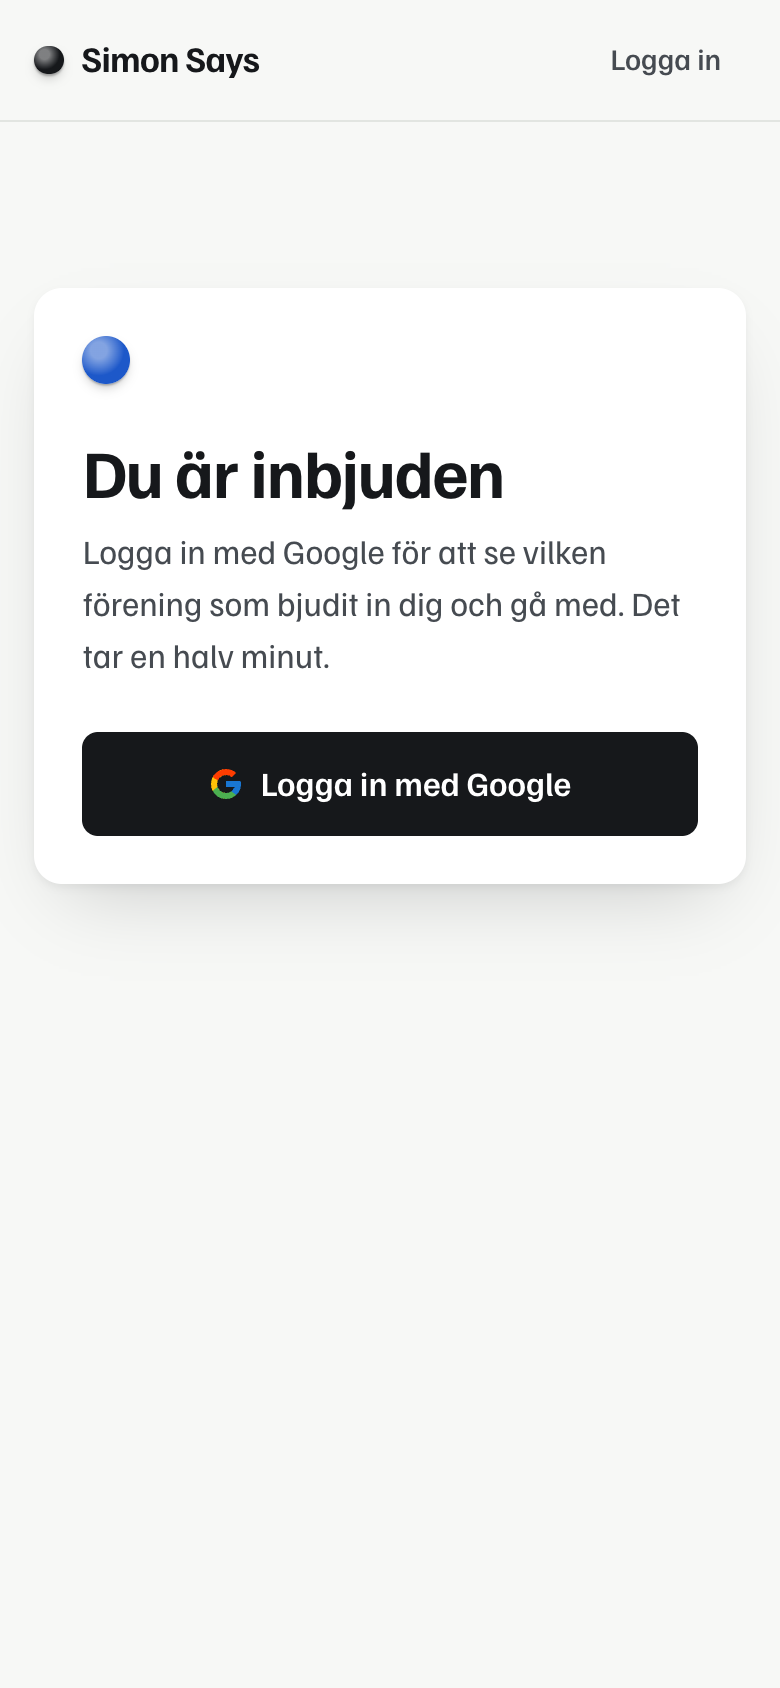 Simon Says
Logga in
Du är inbjuden
Logga in med Google för att se vilken
förening som bjudit in dig och gå med. Det
tar en halv minut.
Logga in med Google